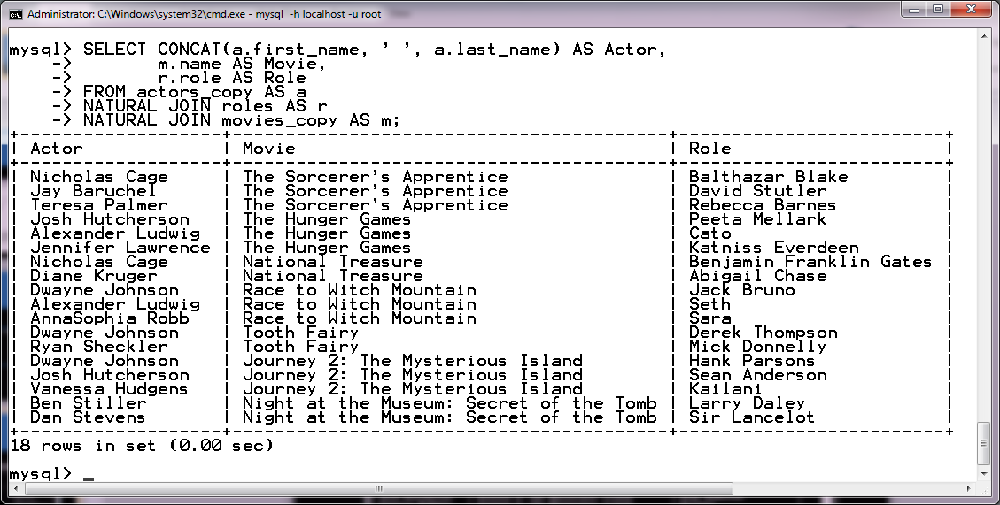 Administrator: C:\Windows\system32\cmd.exe - mysql -h localhost -u root
mysql> SELECT CONCAT(a.first_name, ' ', a.last_name) AS Actor,
    ->        m.name AS Movie,
    ->        r.role AS Role
    -> FROM actors_copy AS a
    -> NATURAL JOIN roles AS r
    -> NATURAL JOIN movies_copy AS m;
+-------------------+-----------------------------------------+-------------------------+
| Actor             | Movie                                   | Role                    |
+-------------------+-----------------------------------------+-------------------------+
| Nicholas Cage     | The Sorcerer's Apprentice               | Balthazar Blake         |
| Jay Baruchel      | The Sorcerer's Apprentice               | David Stutler           |
| Teresa Palmer     | The Sorcerer's Apprentice               | Rebecca Barnes          |
| Josh Hutcherson   | The Hunger Games                        | Peeta Mellark           |
| Alexander Ludwig  | The Hunger Games                        | Cato                    |
| Jennifer Lawrence | The Hunger Games                        | Katniss Everdeen        |
| Nicholas Cage     | National Treasure                       | Benjamin Franklin Gates |
| Diane Kruger      | National Treasure                       | Abigail Chase           |
| Dwayne Johnson    | Race to Witch Mountain                  | Jack Bruno              |
| Alexander Ludwig  | Race to Witch Mountain                  | Seth                    |
| AnnaSophia Robb   | Race to Witch Mountain                  | Sara                    |
| Dwayne Johnson    | Tooth Fairy                             | Derek Thompson          |
| Ryan Sheckler     | Tooth Fairy                             | Mick Donnelly           |
| Dwayne Johnson    | Journey 2: The Mysterious Island        | Hank Parsons            |
| Josh Hutcherson   | Journey 2: The Mysterious Island        | Sean Anderson           |
| Vanessa Hudgens   | Journey 2: The Mysterious Island        | Kailani                 |
| Ben Stiller       | Night at the Museum: Secret of the Tomb | Larry Daley             |
| Dan Stevens       | Night at the Museum: Secret of the Tomb | Sir Lancelot            |
+-------------------+-----------------------------------------+-------------------------+
18 rows in set (0.00 sec)
mysql> _